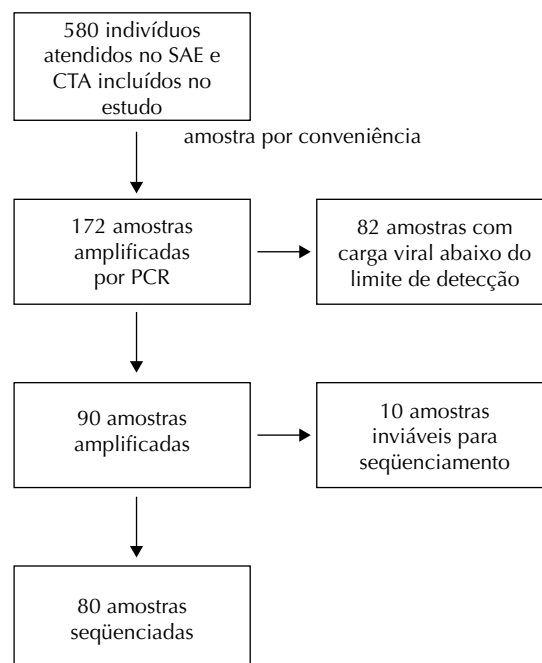 580 indivíduos
atendidos no SAE e
CTA incluídos no
estudo
amostra por conveniência
172 amostras
amplificadas
por PCR
82 amostras com
carga viral abaixo do
limite de detecção
90 amostras
amplificadas
10 amostras
inviáveis para
seqüenciamento
80 amostras
seqüenciadas